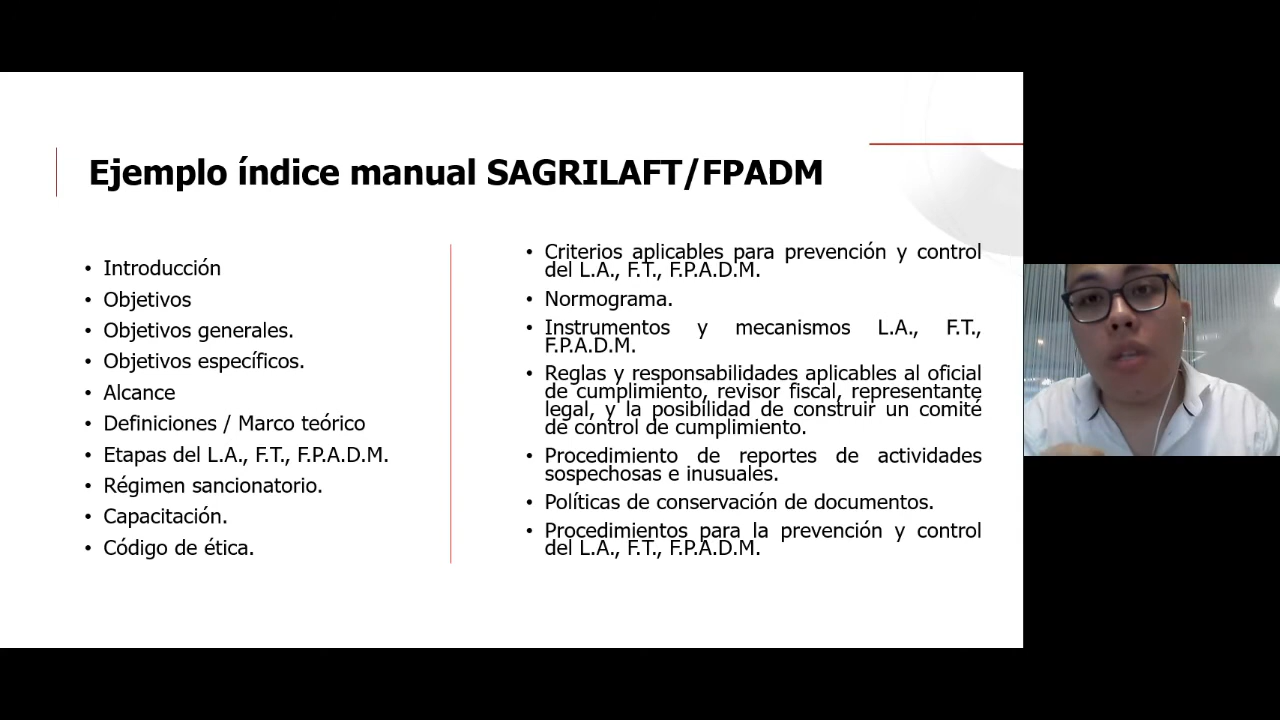 Ejemplo índice manual SAGRILAFT/FPADM
• Introducción
• Objetivos
• Objetivos generales.
• Objetivos específicos.
• Alcance
• Definiciones / Marco teórico
• Etapas del L.A., F.T., F.P.A.D.M.
• Régimen sancionatorio.
• Capacitación.
• Código de ética.
• Criterios aplicables para prevención y control
del L.A., F.T., F.P.A.D.M.
• Normograma.
• Instrumentos y mecanismos L.A., F.T.,
F.P.A.D.M.
• Reglas y responsabilidades aplicables al oficial
de cumplimiento, revisor fiscal, representante
legal, y la posibilidad de construir un comité
de control de cumplimiento.
• Procedimiento de reportes de actividades
sospechosas e inusuales.
• Políticas de conservación de documentos.
• Procedimientos para la prevención y control
del L.A., F.T., F.P.A.D.M.